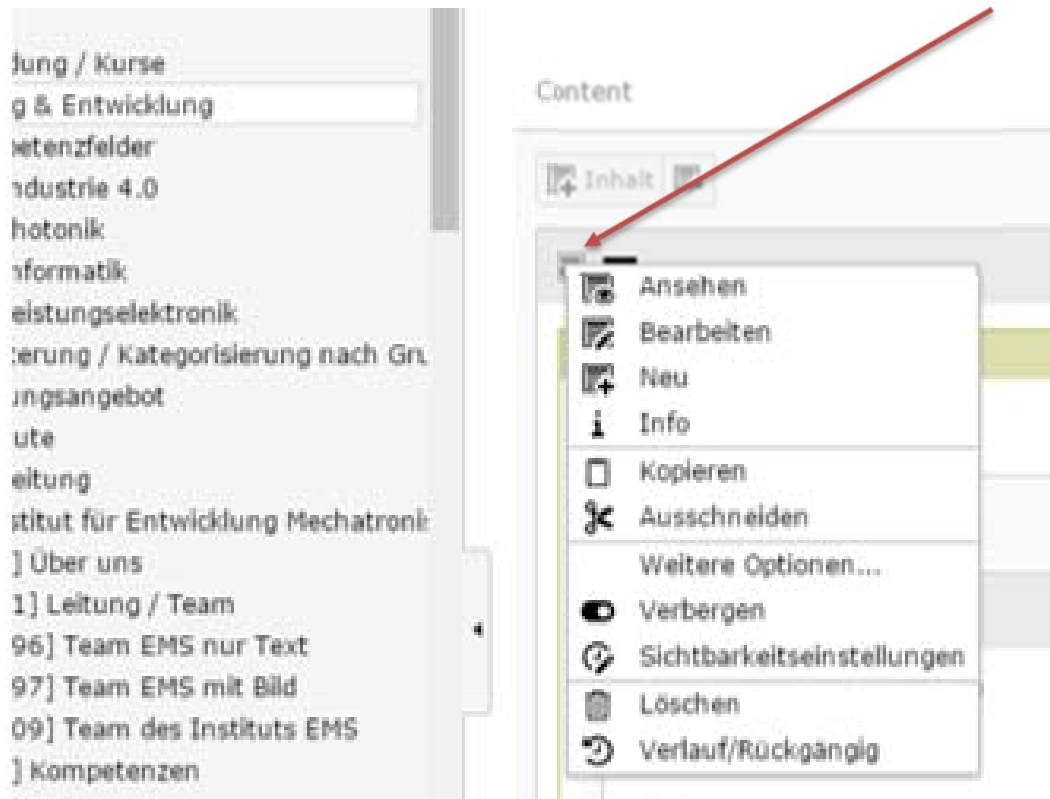 dung / Kurse
g & Entwicklung
etenzfelder
ndustrie 4.0
hotonik
nformatik
eistungselektronik
terung / Kategorisierung nach Gru
ungsangebot
ute
eitung
stitut für Entwicklung Mechatroni
] Über uns
1] Leitung / Team
96] Team EMS nur Text
97] Team EMS mit Bild
09] Team des Instituts EMS
] Kompetenzen
Content
Inhalt
Ansehen
Bearbeiten
Neu
Info
Kopieren
Ausschneiden
Weitere Optionen...
Verbergen
Sichtbarkeitseinstellungen
Löschen
Verlauf/Rückgängig